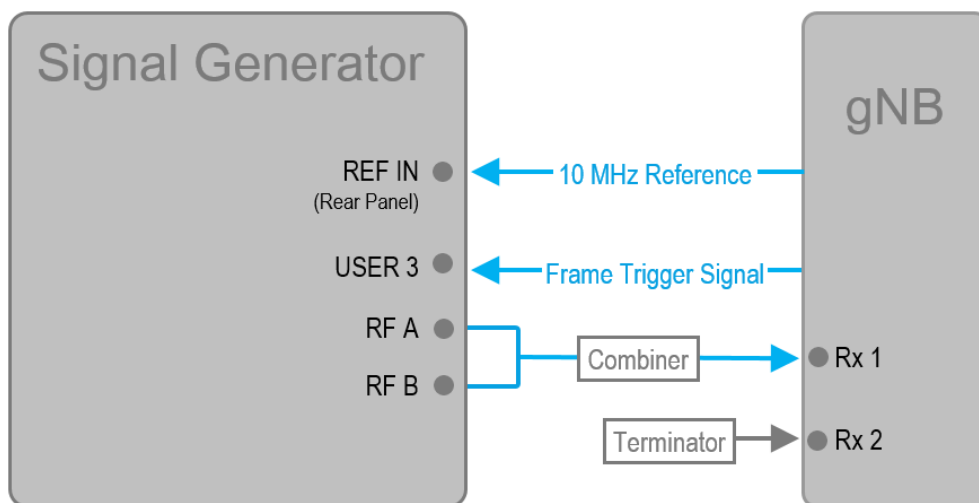 Signal Generator
gNB
REF IN
(Rear Panel)
10 MHz Reference
USER 3
Frame Trigger Signal
RF A
RF B
Combiner
Rx 1
Terminator
Rx 2